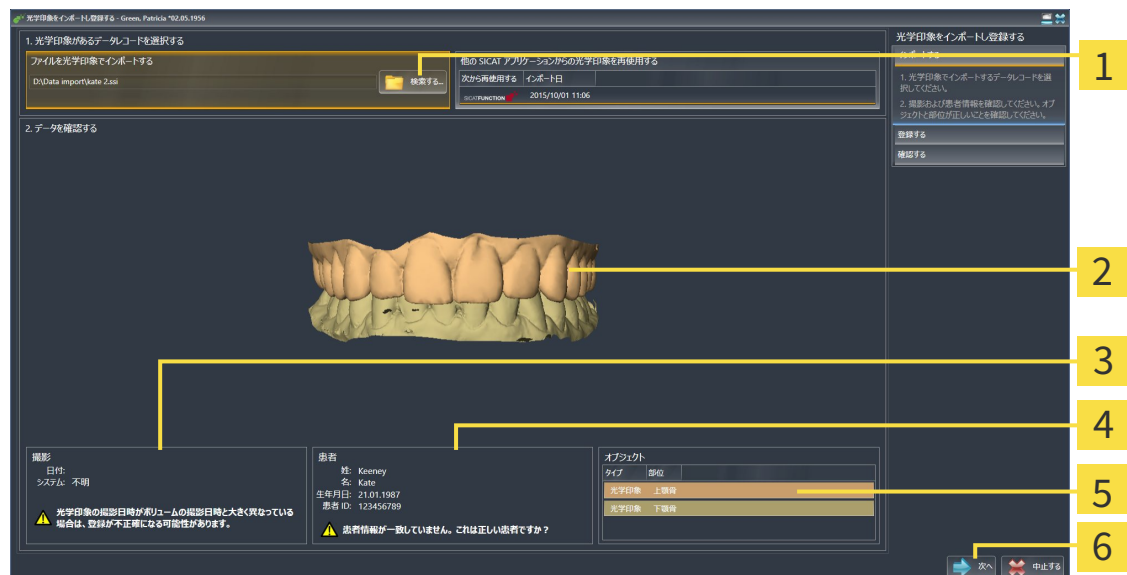 光学印象をインポートし登録する - Green, Patricia *02.05.1956
1. 光学印象があるデータレコードを選択する
ファイルを光学印象でインポートする
D:\Data import\kate 2.ssi
検索する...
他の SICAT アプリケーションからの光学印象を再使用する
次から再使用する インポート日
SICATFUNCTION 2015/10/01 11:06
2. データを確認する
撮影
日付:
システム: 不明
光学印象の撮影日時がボリュームの撮影日時と大きく異なっている
場合は、登録が不正確になる可能性があります。
患者
姓: Keeney
名: Kate
生年月日: 21.01.1987
患者 ID: 123456789
患者情報が一致していません。これは正しい患者ですか？
オブジェクト
タイプ 部位
光学印象 上顎骨
光学印象 下顎骨
光学印象をインポートし登録する
インポートする
1. 光学印象でインポートするデータレコードを選
択してください。
2. 撮影および患者情報を確認してください。オブ
ジェクトと部位が正しいことを確認してください。
登録する
確認する
次へ
中止する
1
2
3
4
5
6